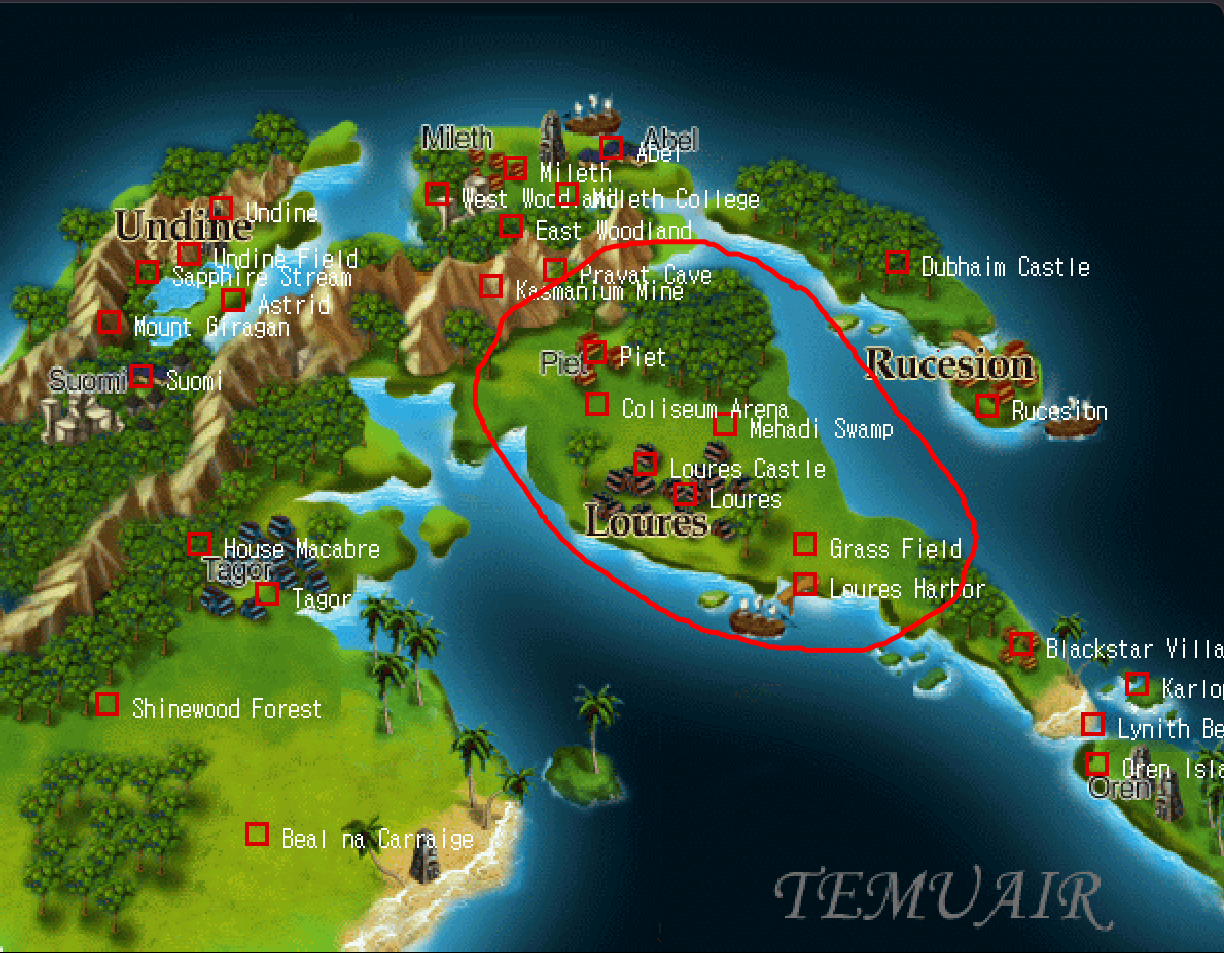 Mileth
Abel
Abel
Mileth
West Woodland
Mileth College
Undine
Undine
East Woodland
Undine Field
Sapphire Stream
Pravat Cave
Dubhaim Castle
Kasmanium Mine
Astrid
Mount Giragan
Piet
Piet
Rucesion
Suomi
Suomi
Coliseum Arena
Rucesion
Mehadi Swamp
Loures Castle
Loures
Loures
House Macabre
Grass Field
Tagor
Loures Harbor
Tagor
Blackstar Villa
Karlop
Shinewood Forest
Lynith Be
Oren Isla
Oren
Beal na Carraige
TEMUAIR